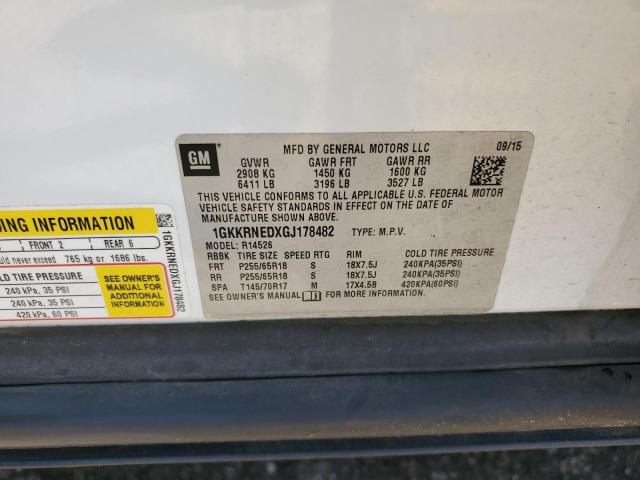 GM
MFD BY GENERAL MOTORS LLC 09/15
GVWR GAWR FRT GAWR RR
2908 KG 1450 KG 1600 KG
6411 LB 3196 LB 3527 LB
THIS VEHICLE CONFORMS TO ALL APPLICABLE U.S. FEDERAL MOTOR
VEHICLE SAFETY STANDARDS IN EFFECT ON THE DATE OF
MANUFACTURE SHOWN ABOVE.
1GKKRNEDXGJ178482 TYPE: M.P.V.
MODEL: R14526
RBBK TIRE SIZE SPEED RTG RIM COLD TIRE PRESSURE
FRT P255/65R18 S 18X7.5J 240KPA(35PSI)
RR P255/65R18 S 18X7.5J 240KPA(35PSI)
SPA T145/70R17 M 17X4.5B 420KPA(60PSI)
SEE OWNER'S MANUAL FOR MORE INFORMATION.
DING INFORMATION
FRONT 2 REAR 6
never exceed 765 kg or 1686 lbs.
COLD TIRE PRESSURE
240 kPa, 35 PSI
240 kPa, 35 PSI
420 kPa, 60 PSI
SEE OWNER'S
MANUAL FOR
ADDITIONAL
INFORMATION
1GKKRNEDXGJ178482